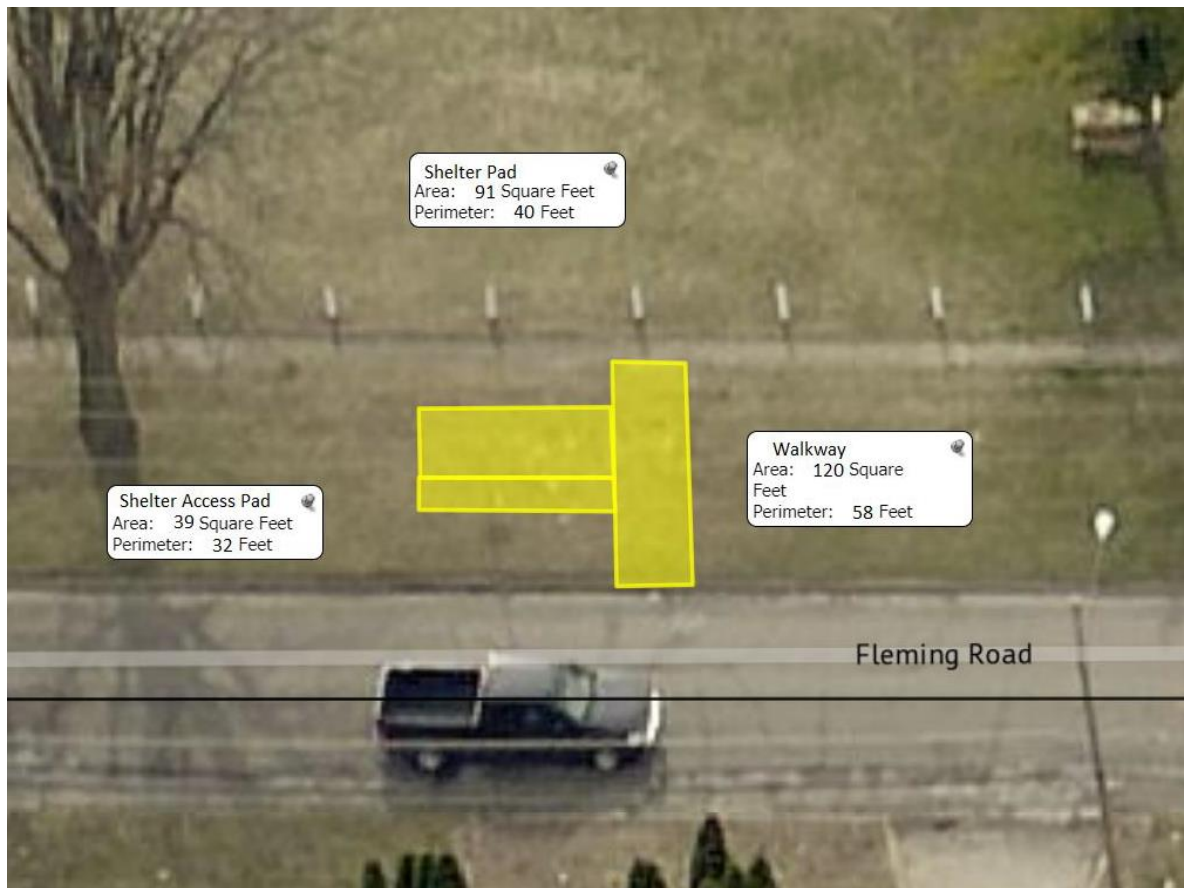 Shelter Pad
Area: 91 Square Feet
Perimeter: 40 Feet
Walkway
Area: 120 Square
Feet
Perimeter: 58 Feet
Shelter Access Pad
Area: 39 Square Feet
Perimeter: 32 Feet
Fleming Road